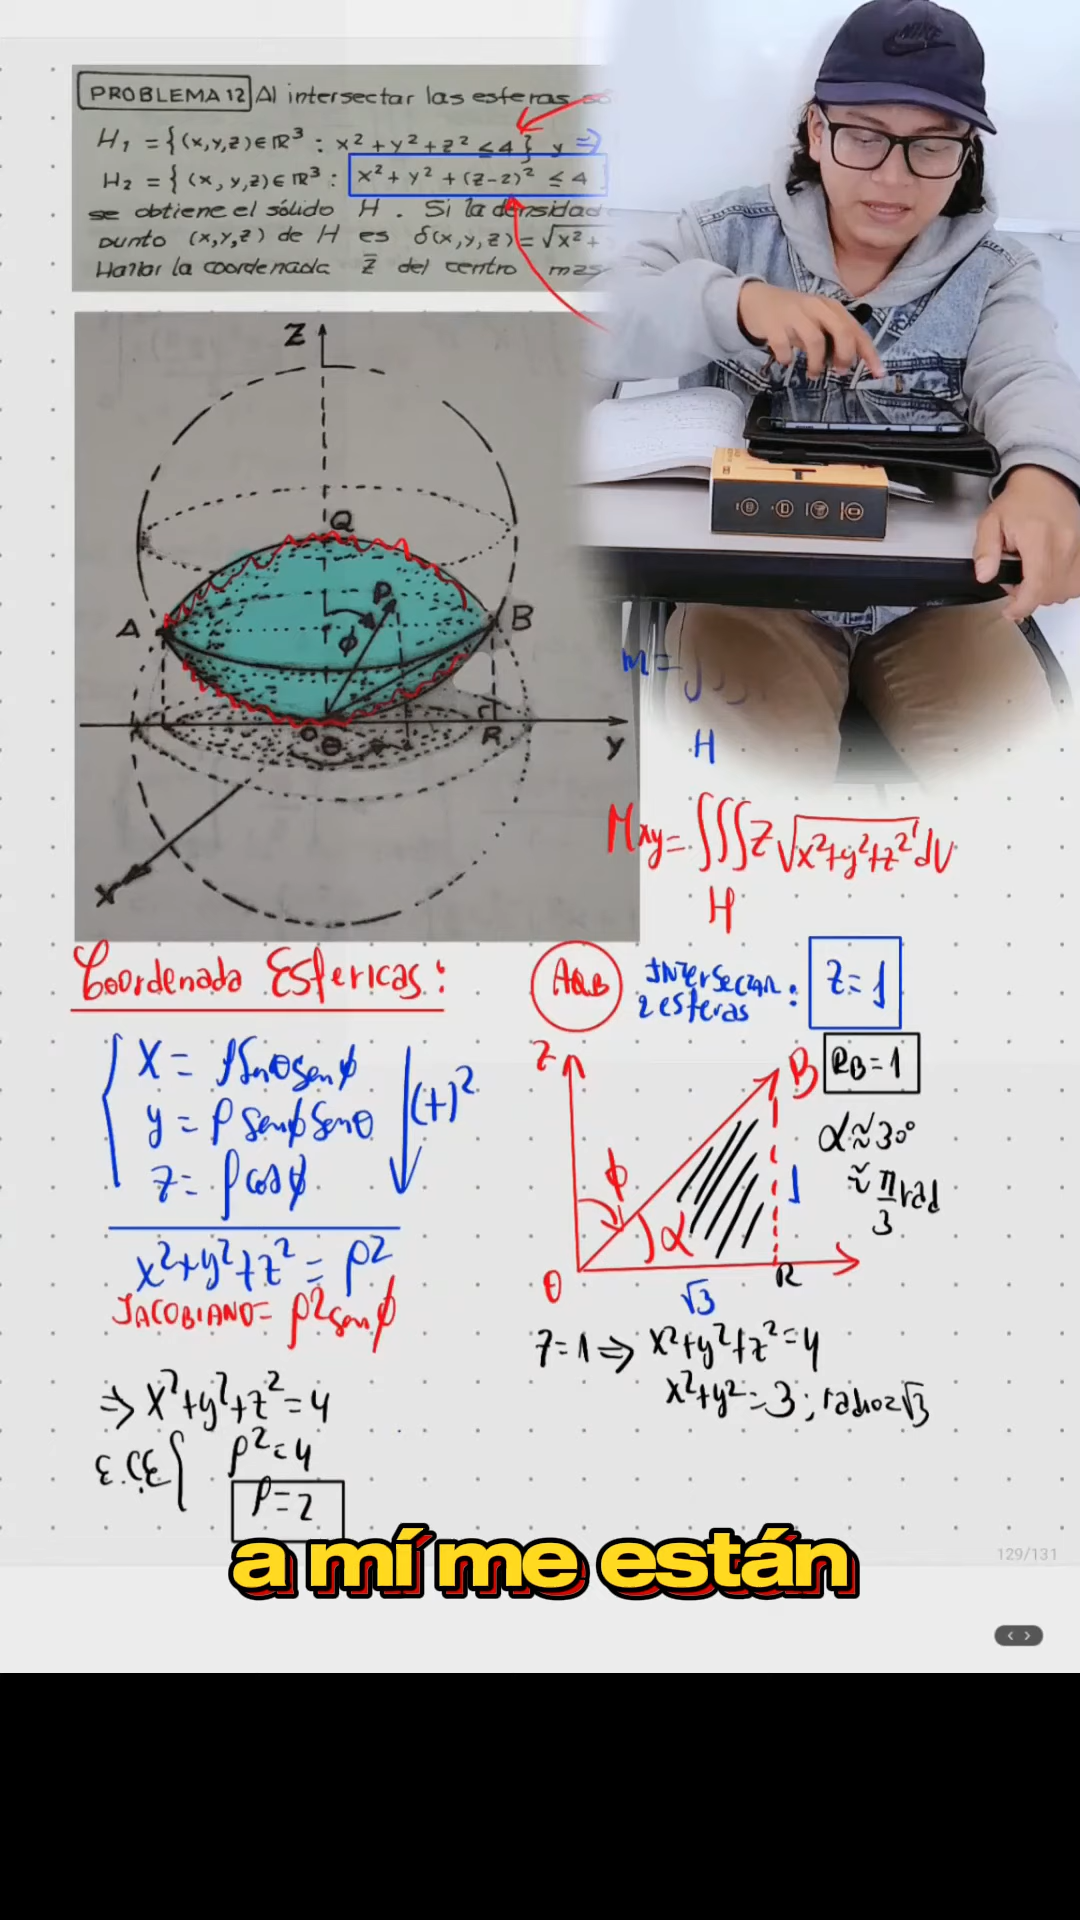 PROBLEMA 12 Al intersectar las esferas
H₁ = {(x,y,z) ∈ ℝ³ : x² + y² + z² ≤ 4} y ⇒
H₂ = { (x,y,z) ∈ ℝ³ : x² + y² + (z-2)² ≤ 4
se obtiene el sólido H. Si la densidad
punto (x,y,z) de H es δ(x,y,z) = √x² +
Hallar la coordenada z̄ del centro
NIKE
Z
Q
P
A
B
ϕ
O
θ
r
R
y
X
m = ∫∫
H
Mxy = ∫∫∫ z √x²+y²+z² dV
H
Coordenada Esfericas:
AQB
Intersecar 2 esferas : z = 1
X = ρ Senθ senϕ
y = ρ senϕ senθ
z = ρ cosϕ
(+)²
x²+y²+z² = ρ²
JACOBIANO = ρ² senϕ
⇒ x²+y²+z² = 4
ρ² = 4
ρ = 2
z
B
RB = 1
ϕ
α
1
α ≈ 30°
≈ π/3 rad
O
√3
R
z = 1 ⇒ x²+y²+z² = 4
x²+y² = 3 ; radio = √3
a mí me están
129/131
< >